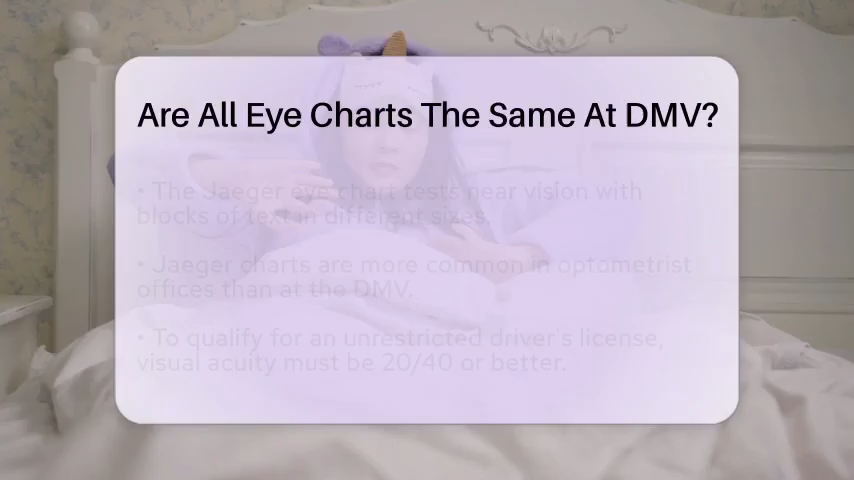 Are All Eye Charts The Same At DMV?
• The Jaeger eye chart tests near vision with
blocks of text in different sizes.
• Jaeger charts are more common in optometrist
offices than at the DMV.
• To qualify for an unrestricted driver's license,
visual acuity must be 20/40 or better.